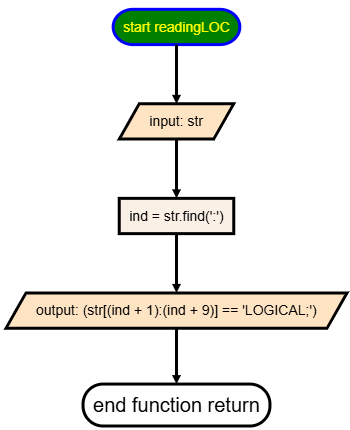 start readingLOC
input: str
ind = str.find(':')
output: (str[(ind + 1):(ind + 9)] == 'LOGICAL;')
end function return